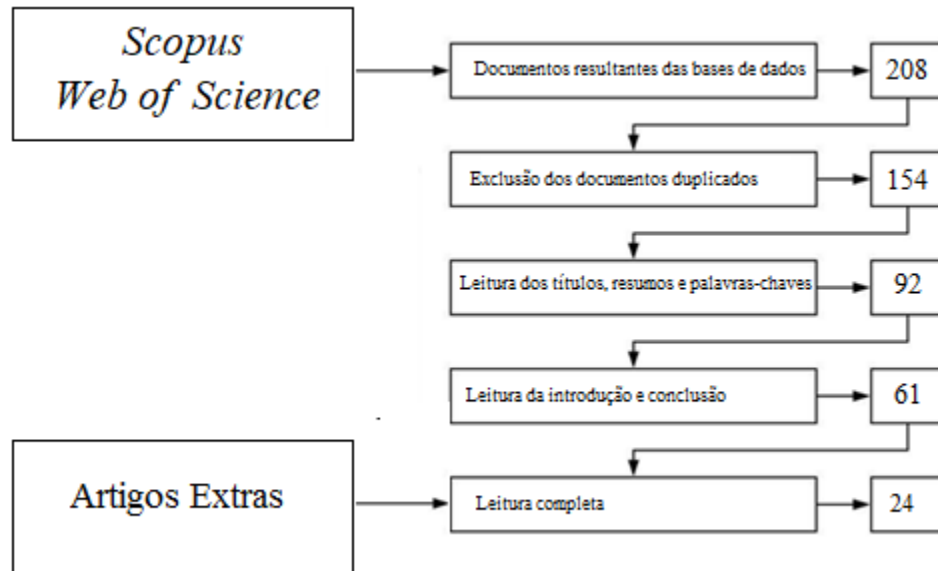 Scopus
Web of Science
Documentos resultantes das bases de dados
208
Exclusão dos documentos duplicados
154
Leitura dos títulos, resumos e palavras-chaves
92
Leitura da introdução e conclusão
61
Artigos Extras
Leitura completa
24